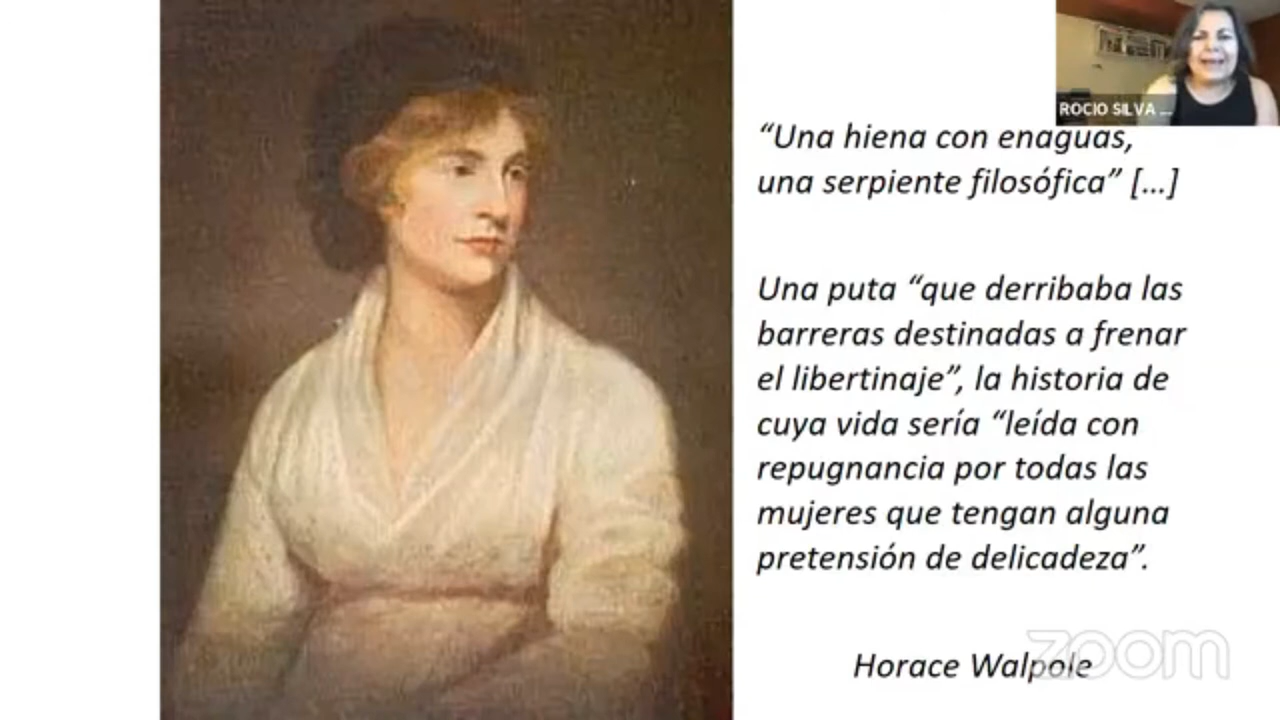 ROCIO SILVA ...
“Una hiena con enaguas,
una serpiente filosófica” [...]
Una puta “que derribaba las
barreras destinadas a frenar
el libertinaje”, la historia de
cuya vida sería “leída con
repugnancia por todas las
mujeres que tengan alguna
pretensión de delicadeza”.
Horace Walpole
zoom